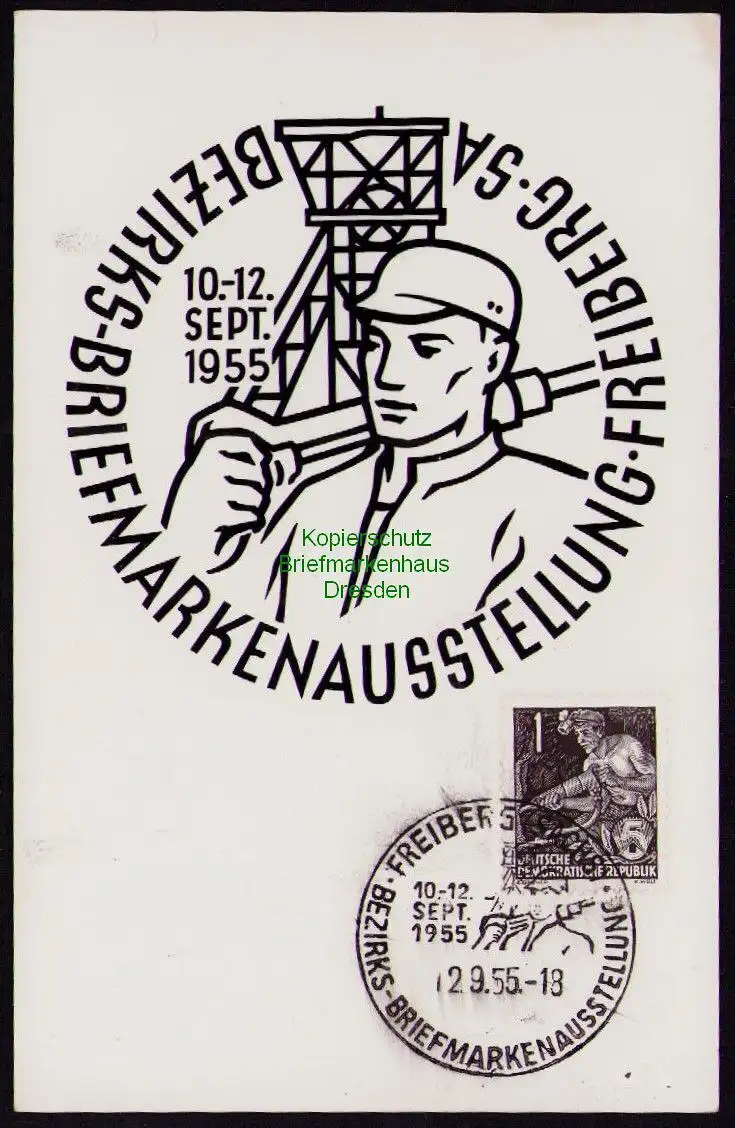 BEZIRKS-BRIEFMARKENAUSSTELLUNG·FREIBERG·SA
10.-12.
SEPT.
1955
Kopierschutz
Briefmarkenhaus
Dresden
1
5
DEUTSCHE
DEMOKRATISCHE REPUBLIK
FREIBERG
10.-12.
SEPT.
1955
12.9.55.-18
·BEZIRKS-BRIEFMARKENAUSSTELLUNG·